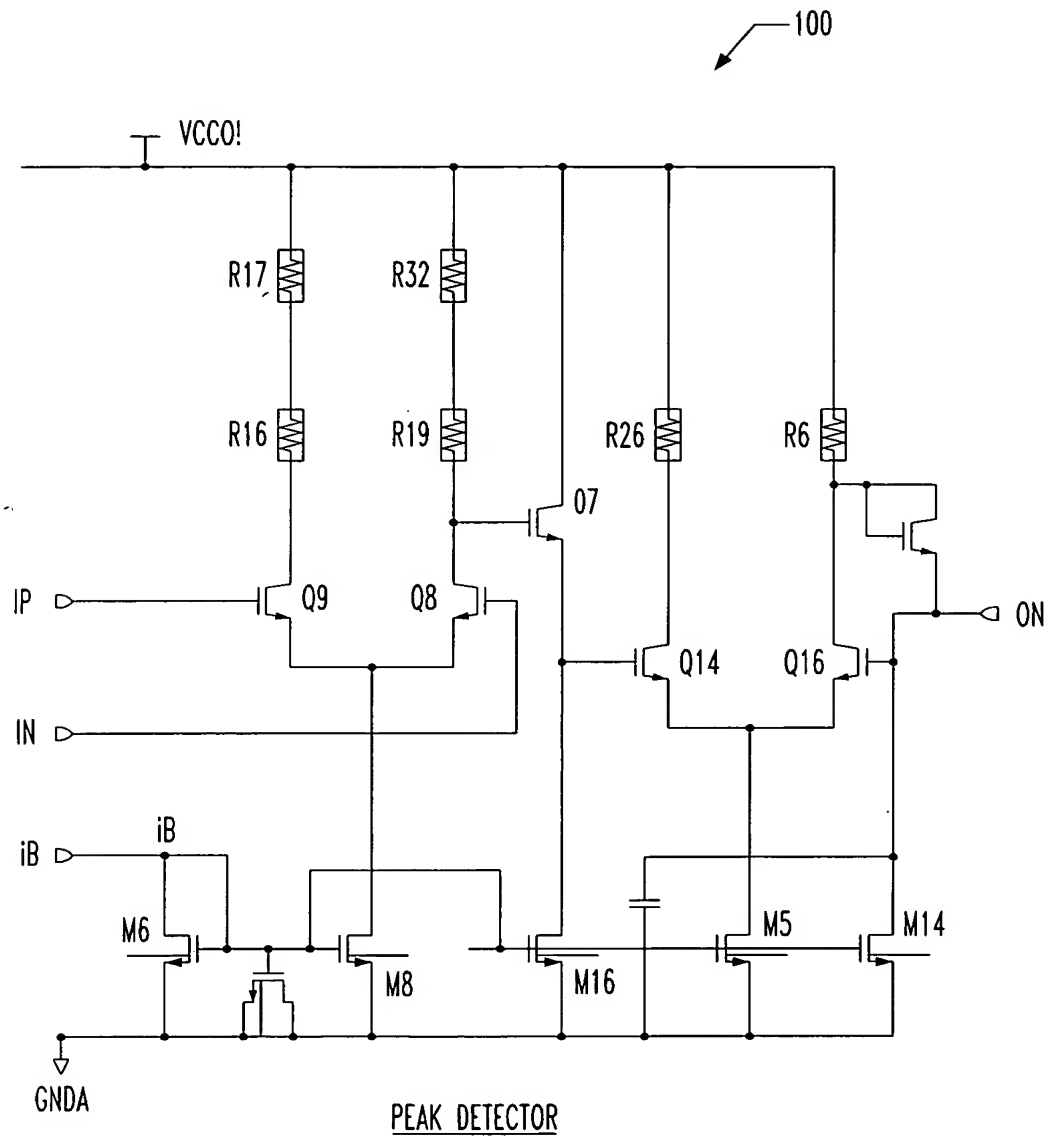 100
VCCO!
R17
R32
R16
R19
R26
R6
O7
IP
Q9
Q8
ON
Q14
Q16
IN
iB
iB
M6
M8
M16
M5
M14
GNDA
PEAK DETECTOR